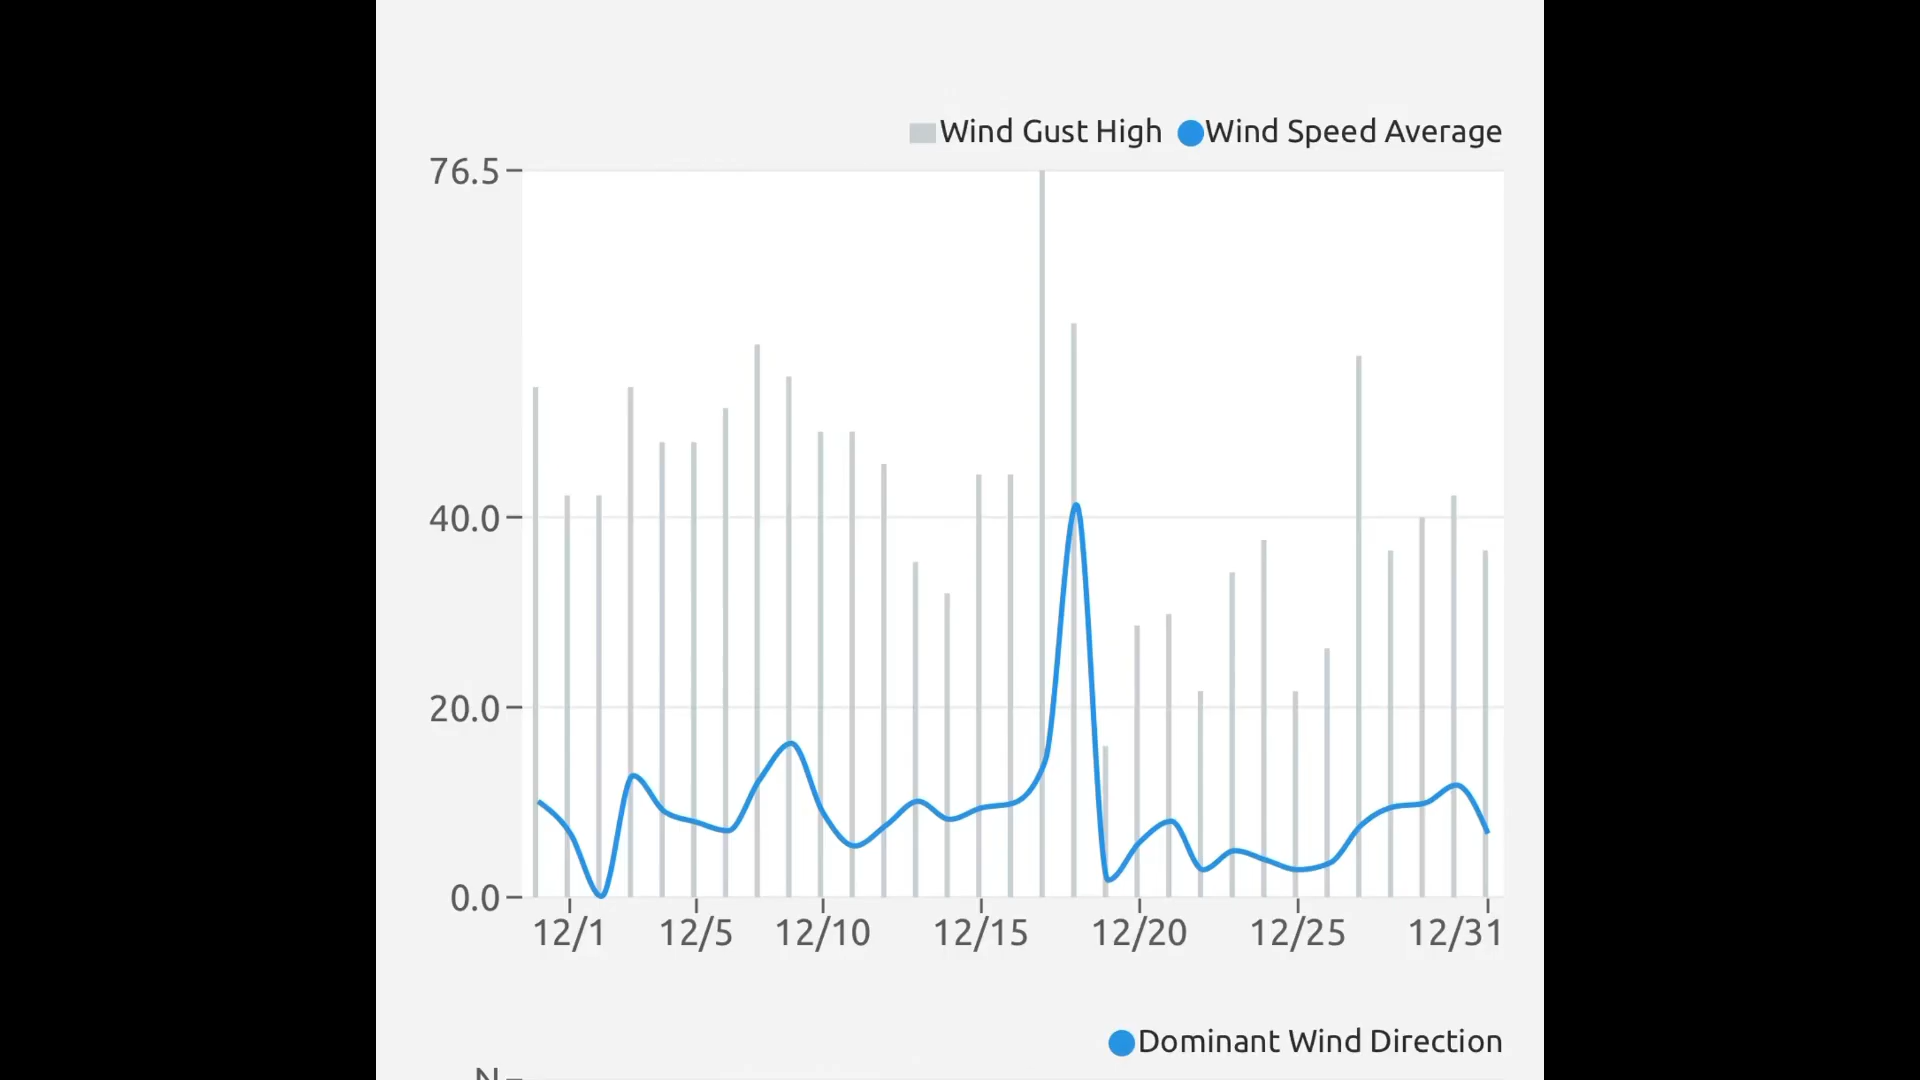 Wind Gust High Wind Speed Average
76.5
40.0
20.0
0.0
12/1 12/5 12/10 12/15 12/20 12/25 12/31
Dominant Wind Direction
N